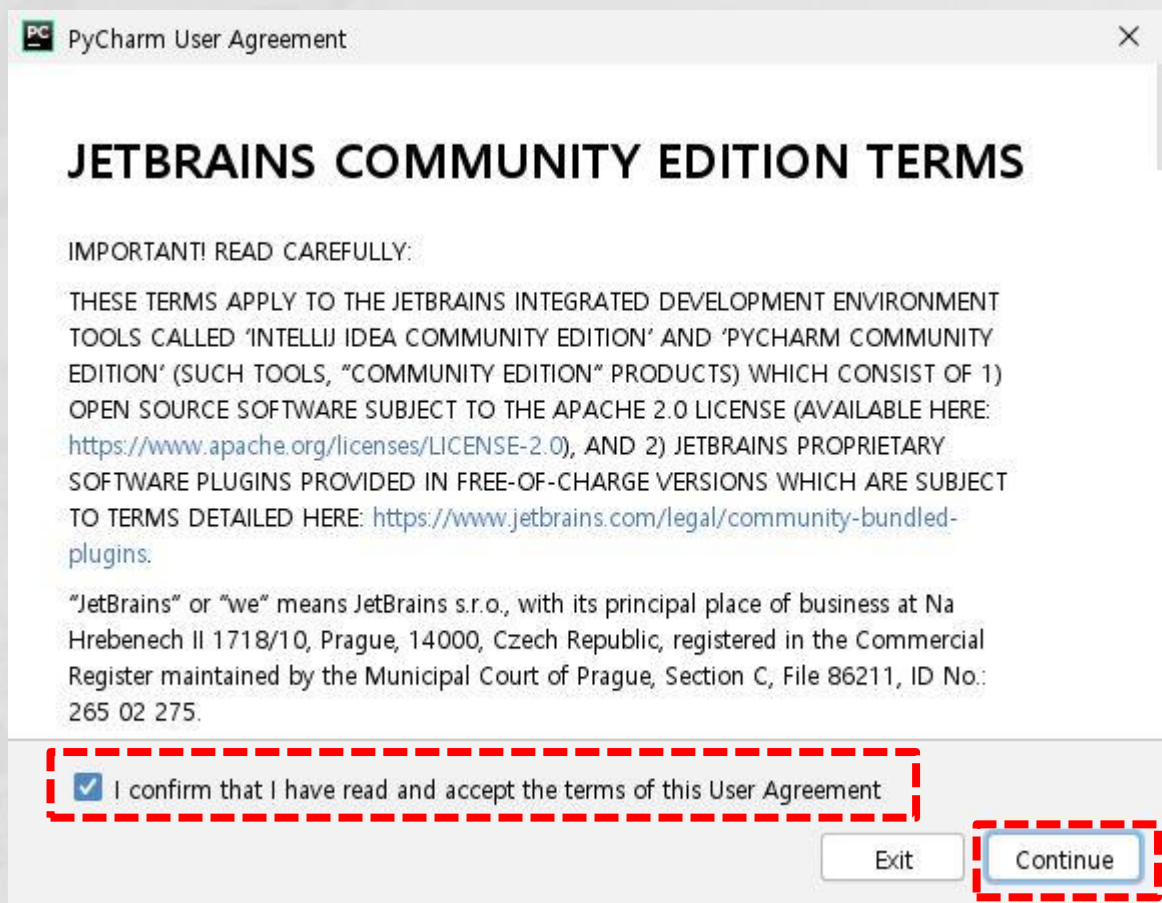 PC PyCharm User Agreement
JETBRAINS COMMUNITY EDITION TERMS
IMPORTANT! READ CAREFULLY:
THESE TERMS APPLY TO THE JETBRAINS INTEGRATED DEVELOPMENT ENVIRONMENT
TOOLS CALLED ‘INTELLIJ IDEA COMMUNITY EDITION’ AND ‘PYCHARM COMMUNITY
EDITION’ (SUCH TOOLS, “COMMUNITY EDITION” PRODUCTS) WHICH CONSIST OF 1)
OPEN SOURCE SOFTWARE SUBJECT TO THE APACHE 2.0 LICENSE (AVAILABLE HERE:
https://www.apache.org/licenses/LICENSE-2.0), AND 2) JETBRAINS PROPRIETARY
SOFTWARE PLUGINS PROVIDED IN FREE-OF-CHARGE VERSIONS WHICH ARE SUBJECT
TO TERMS DETAILED HERE: https://www.jetbrains.com/legal/community-bundled-
plugins.
“JetBrains” or “we” means JetBrains s.r.o., with its principal place of business at Na
Hrebenech II 1718/10, Prague, 14000, Czech Republic, registered in the Commercial
Register maintained by the Municipal Court of Prague, Section C, File 86211, ID No.:
265 02 275.
I confirm that I have read and accept the terms of this User Agreement
Exit
Continue